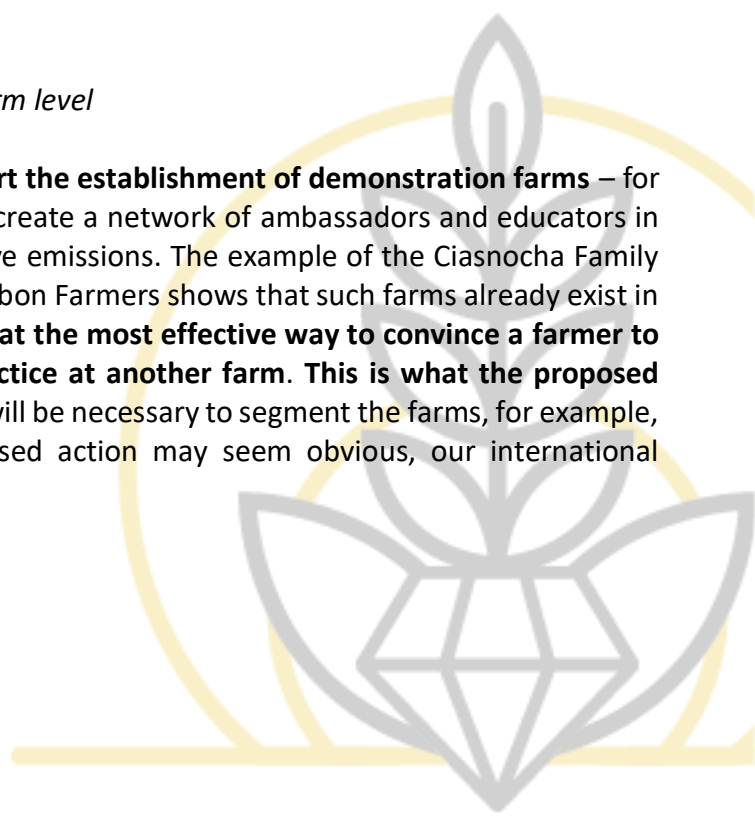 rm level
rt the establishment of demonstration farms – for
create a network of ambassadors and educators in
ve emissions. The example of the Ciasnocha Family
bon Farmers shows that such farms already exist in
at the most effective way to convince a farmer to
ctice at another farm. This is what the proposed
vill be necessary to segment the farms, for example,
sed action may seem obvious, our international